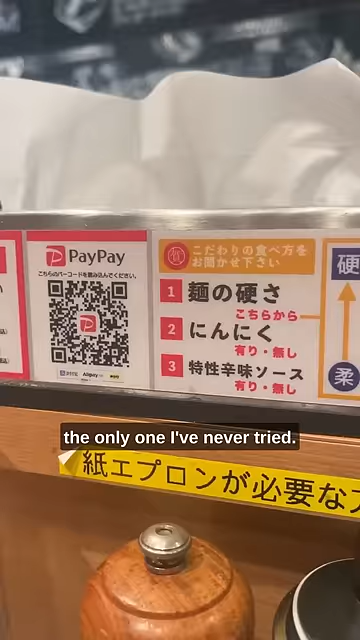 PayPay
こちらのバーコードを読み込んでください。
Alipay
こだわりの食べ方を
お聞かせ下さい
1 麺の硬さ
こちらから
2 にんにく
有り・無し
3 特性辛味ソース
有り・無し
硬
柔
the only one I've never tried.
紙エプロンが必要な